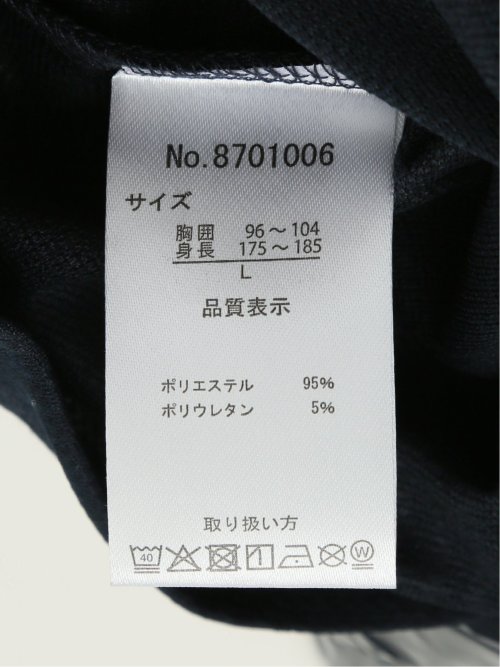 No.8701006
サイズ
胸囲 96～104
身長 175～185
L
品質表示
ポリエステル 95%
ポリウレタン 5%
取り扱い方
40 W